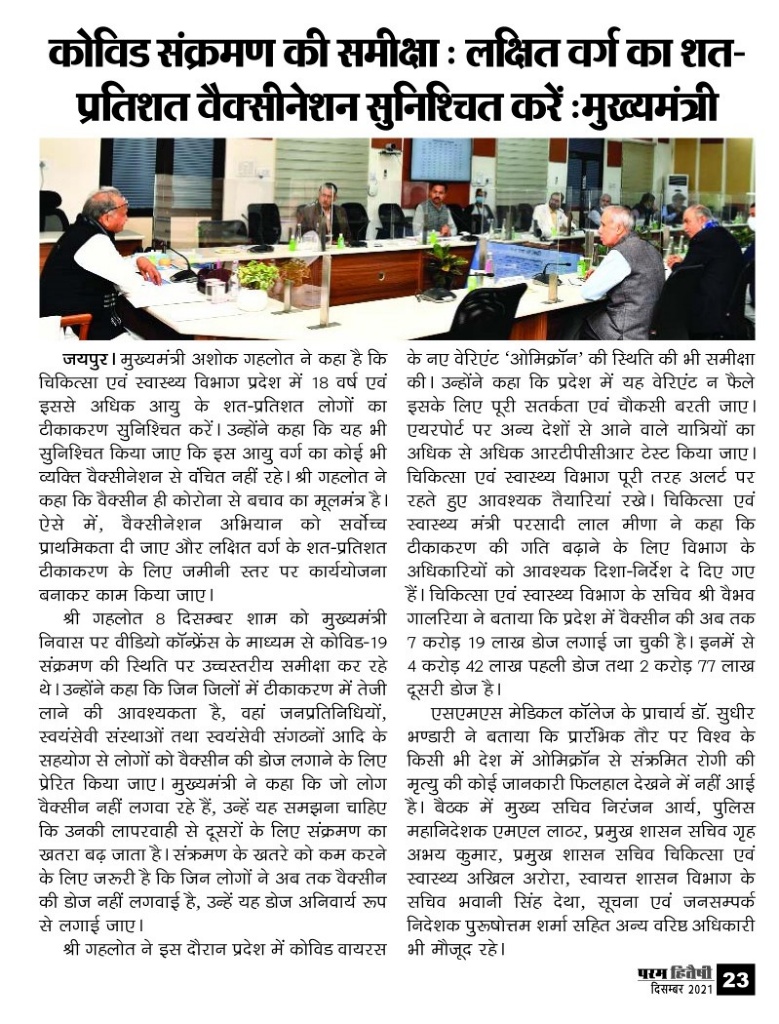 कोविड संक्रमण की समीक्षा : लक्षित वर्ग का शत-
प्रतिशत वैक्सीनेशन सुनिश्चित करें :मुख्यमंत्री
जयपुर। मुख्यमंत्री अशोक गहलोत ने कहा है कि
चिकित्सा एवं स्वास्थ्य विभाग प्रदेश में 18 वर्ष एवं
इससे अधिक आयु के शत-प्रतिशत लोगों का
टीकाकरण सुनिश्चित करें। उन्होंने कहा कि यह भी
सुनिश्चित किया जाए कि इस आयु वर्ग का कोई भी
व्यक्ति वैक्सीनेशन से वंचित नहीं रहे। श्री गहलोत ने
कहा कि वैक्सीन ही कोरोना से बचाव का मूलमंत्र है।
ऐसे में, वैक्सीनेशन अभियान को सर्वोच्च
प्राथमिकता दी जाए और लक्षित वर्ग के शत-प्रतिशत
टीकाकरण के लिए जमीनी स्तर पर कार्ययोजना
बनाकर काम किया जाए।
श्री गहलोत 8 दिसम्बर शाम को मुख्यमंत्री
निवास पर वीडियो कॉन्फ्रेंस के माध्यम से कोविड-19
संक्रमण की स्थिति पर उच्चस्तरीय समीक्षा कर रहे
थे। उन्होंने कहा कि जिन जिलों में टीकाकरण में तेजी
लाने की आवश्यकता है, वहां जनप्रतिनिधियों,
स्वयंसेवी संस्थाओं तथा स्वयंसेवी संगठनों आदि के
सहयोग से लोगों को वैक्सीन की डोज लगाने के लिए
प्रेरित किया जाए। मुख्यमंत्री ने कहा कि जो लोग
वैक्सीन नहीं लगवा रहे हैं, उन्हें यह समझना चाहिए
कि उनकी लापरवाही से दूसरों के लिए संक्रमण का
खतरा बढ़ जाता है। संक्रमण के खतरे को कम करने
के लिए जरूरी है कि जिन लोगों ने अब तक वैक्सीन
की डोज नहीं लगवाई है, उन्हें यह डोज अनिवार्य रूप
से लगाई जाए।
श्री गहलोत ने इस दौरान प्रदेश में कोविड वायरस
के नए वेरिएंट ‘ओमिक्रॉन’ की स्थिति की भी समीक्षा
की। उन्होंने कहा कि प्रदेश में यह वेरिएंट न फैले
इसके लिए पूरी सतर्कता एवं चौकसी बरती जाए।
एयरपोर्ट पर अन्य देशों से आने वाले यात्रियों का
अधिक से अधिक आरटीपीसीआर टेस्ट किया जाए।
चिकित्सा एवं स्वास्थ्य विभाग पूरी तरह अलर्ट पर
रहते हुए आवश्यक तैयारियां रखे। चिकित्सा एवं
स्वास्थ्य मंत्री परसादी लाल मीणा ने कहा कि
टीकाकरण की गति बढ़ाने के लिए विभाग के
अधिकारियों को आवश्यक दिशा-निर्देश दे दिए गए
हैं। चिकित्सा एवं स्वास्थ्य विभाग के सचिव श्री वैभव
गालरिया ने बताया कि प्रदेश में वैक्सीन की अब तक
7 करोड़ 19 लाख डोज लगाई जा चुकी है। इनमें से
4 करोड़ 42 लाख पहली डोज तथा 2 करोड़ 77 लाख
दूसरी डोज है।
एसएमएस मेडिकल कॉलेज के प्राचार्य डॉ. सुधीर
भण्डारी ने बताया कि प्रारंभिक तौर पर विश्व के
किसी भी देश में ओमिक्रॉन से संक्रमित रोगी की
मृत्यु की कोई जानकारी फिलहाल देखने में नहीं आई
है। बैठक में मुख्य सचिव निरंजन आर्य, पुलिस
महानिदेशक एमएल लाठर, प्रमुख शासन सचिव गृह
अभय कुमार, प्रमुख शासन सचिव चिकित्सा एवं
स्वास्थ्य अखिल अरोरा, स्वायत्त शासन विभाग के
सचिव भवानी सिंह देथा, सूचना एवं जनसम्पर्क
निदेशक पुरूषोत्तम शर्मा सहित अन्य वरिष्ठ अधिकारी
भी मौजूद रहे।
परम हितैषी
दिसम्बर 2021 23